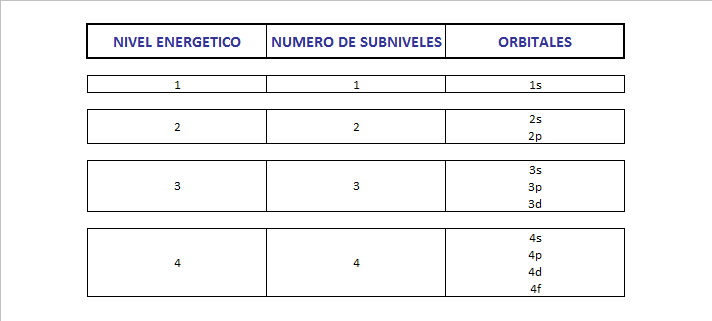 NIVEL ENERGETICO NUMERO DE SUBNIVELES ORBITALES
1 1 1s
2 2 2s
2p
3 3 3s
3p
3d
4 4 4s
4p
4d
4f